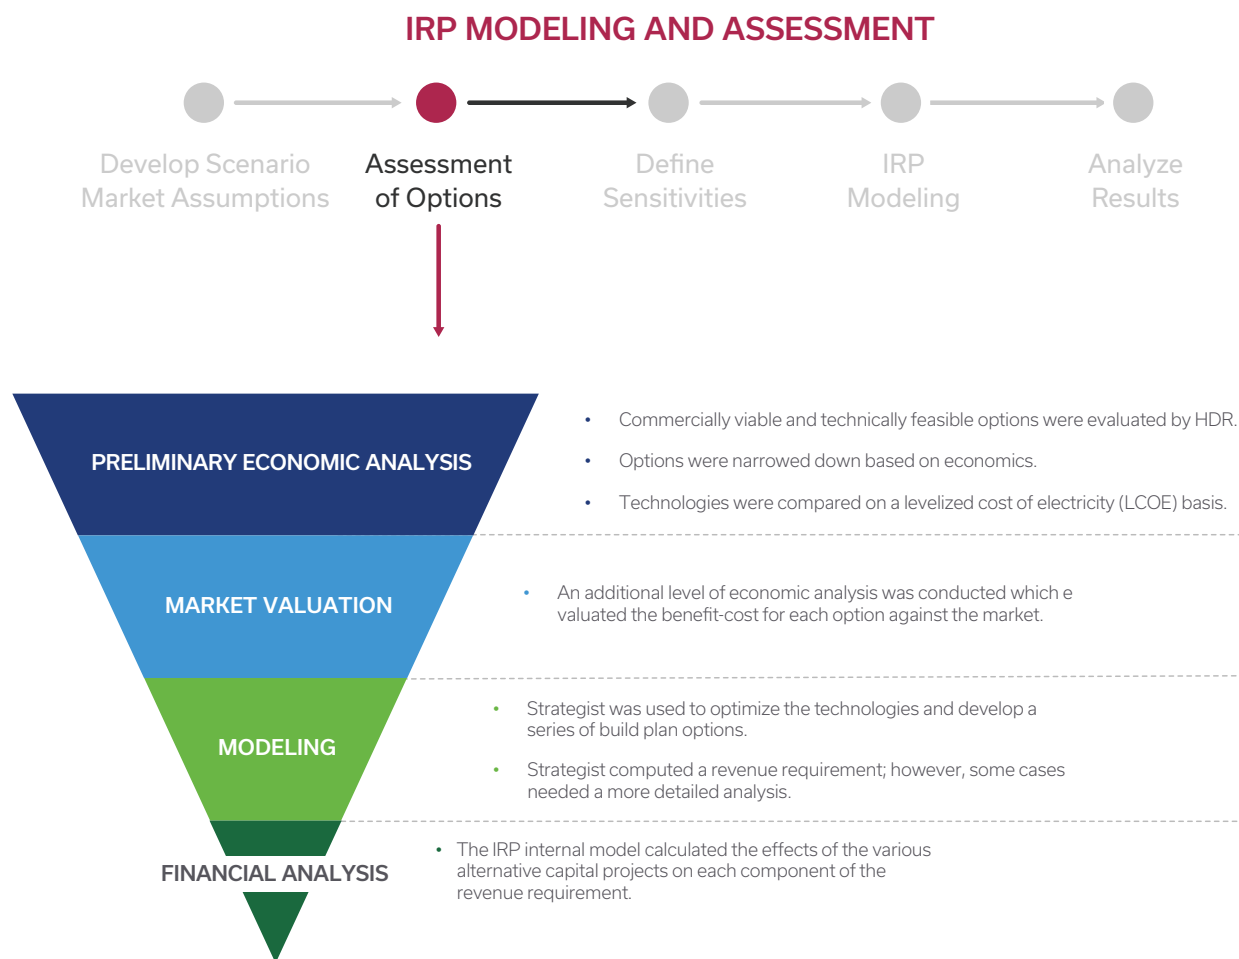 IRP MODELING AND ASSESSMENT
Develop Scenario
Market Assumptions
Assessment
of Options
Define
Sensitivities
IRP
Modeling
Analyze
Results
PRELIMINARY ECONOMIC ANALYSIS
• Commercially viable and technically feasible options were evaluated by HDR.
• Options were narrowed down based on economics.
• Technologies were compared on a levelized cost of electricity (LCOE) basis.
MARKET VALUATION
• An additional level of economic analysis was conducted which e
valuated the benefit-cost for each option against the market.
MODELING
• Strategist was used to optimize the technologies and develop a
series of build plan options.
• Strategist computed a revenue requirement; however, some cases
needed a more detailed analysis.
FINANCIAL ANALYSIS
• The IRP internal model calculated the effects of the various
alternative capital projects on each component of the
revenue requirement.